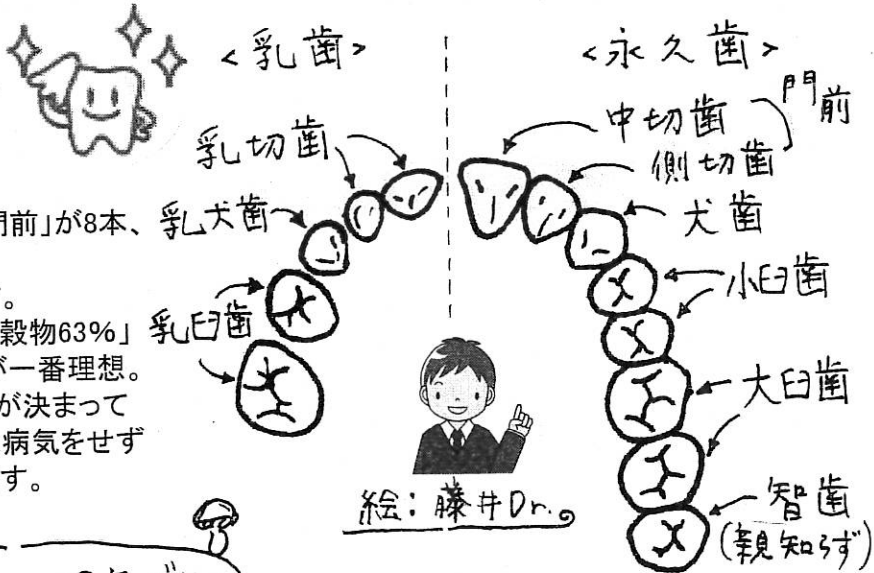 <乳歯>
<永久歯>
乳切歯
乳犬歯
乳臼歯
中切歯
側切歯
門前
犬歯
小臼歯
大臼歯
智歯
(親知らず)
門前」が8本、
。
穀物63%」
が一番理想。
が決まって
病気をせず
す。
絵:藤井Dr.